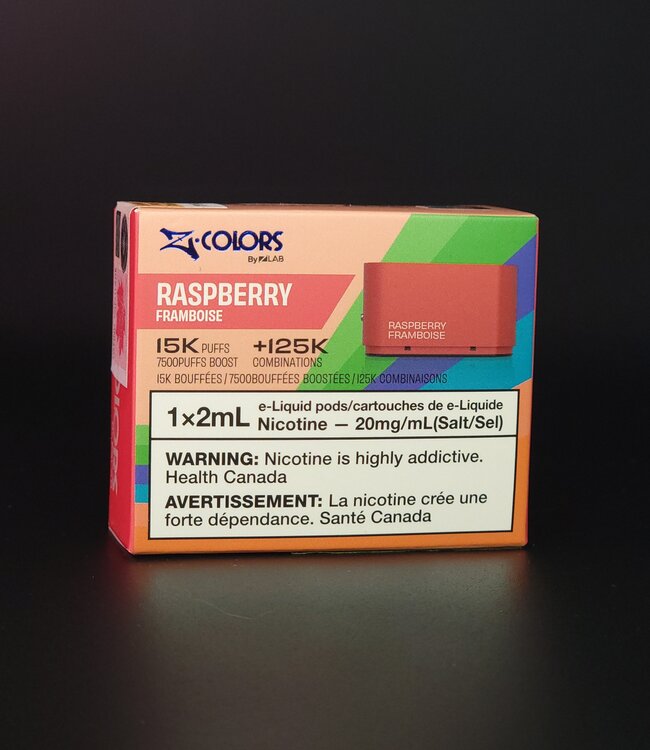 Z·COLORS
By ZLAB
RASPBERRY
FRAMBOISE
15K PUFFS
7500PUFFS BOOST
+125K
COMBINATIONS
15K BOUFFÉES / 7500BOUFFÉES BOOSTÉES / 125K COMBINAISONS
RASPBERRY
FRAMBOISE
1×2mL
e-Liquid pods/cartouches de e-Liquide
Nicotine — 20mg/mL(Salt/Sel)
WARNING: Nicotine is highly addictive.
Health Canada
AVERTISSEMENT: La nicotine crée une
forte dépendance. Santé Canada